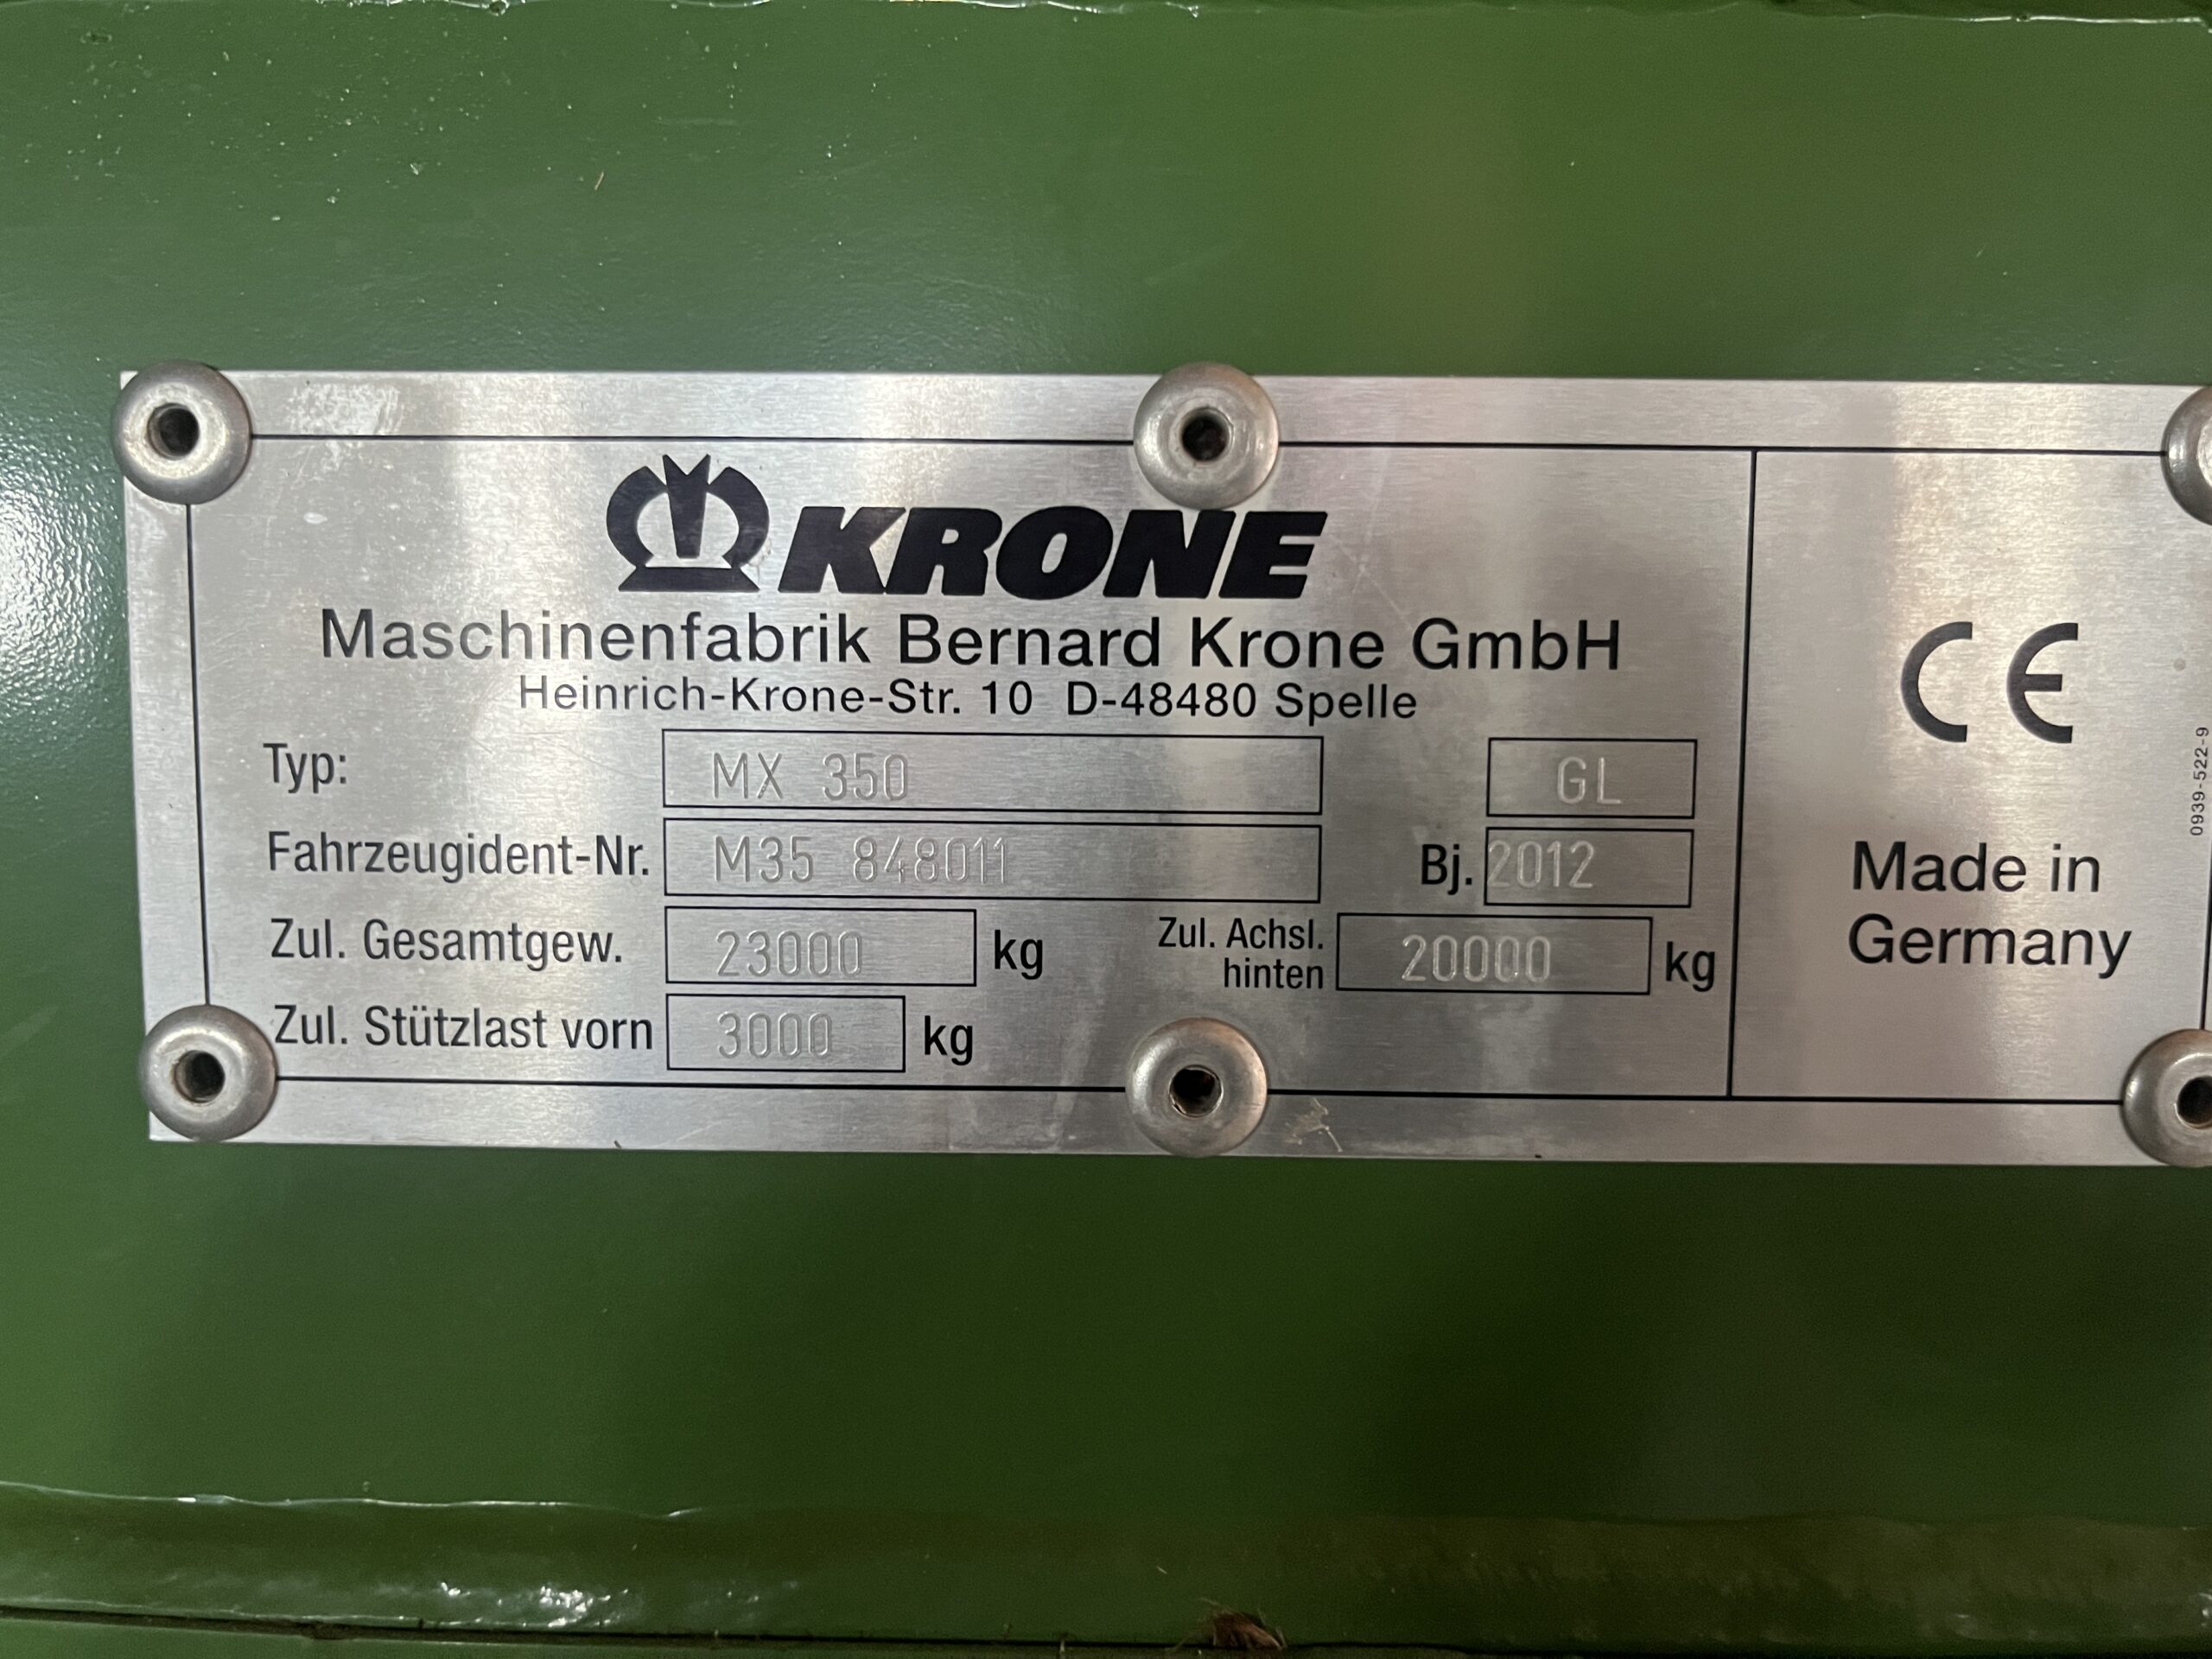 KRONE
Maschinenfabrik Bernard Krone GmbH
Heinrich-Krone-Str. 10 D-48480 Spelle
Typ: MX 350 GL
Fahrzeugident-Nr. M35 848011 Bj. 2012
Zul. Gesamtgew. 23000 kg Zul. Achsl. hinten 20000 kg
Zul. Stützlast vorn 3000 kg
CE
Made in
Germany
0939-522-9